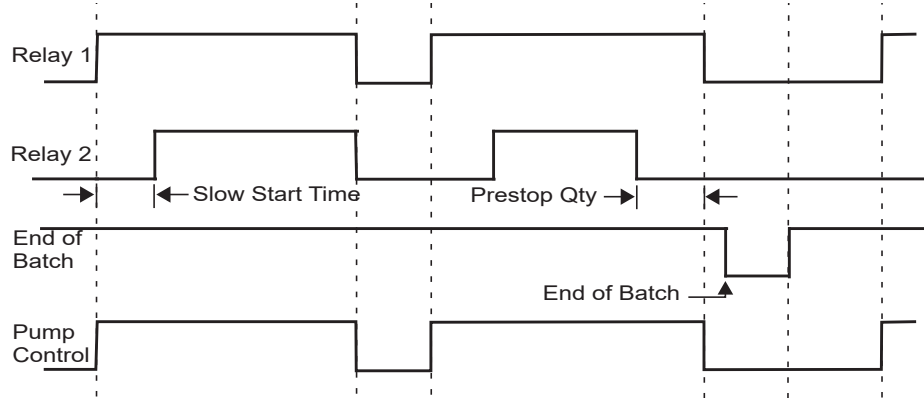 Relay 1
Relay 2
Slow Start Time
Prestop Qty
End of
Batch
End of Batch
Pump
Control